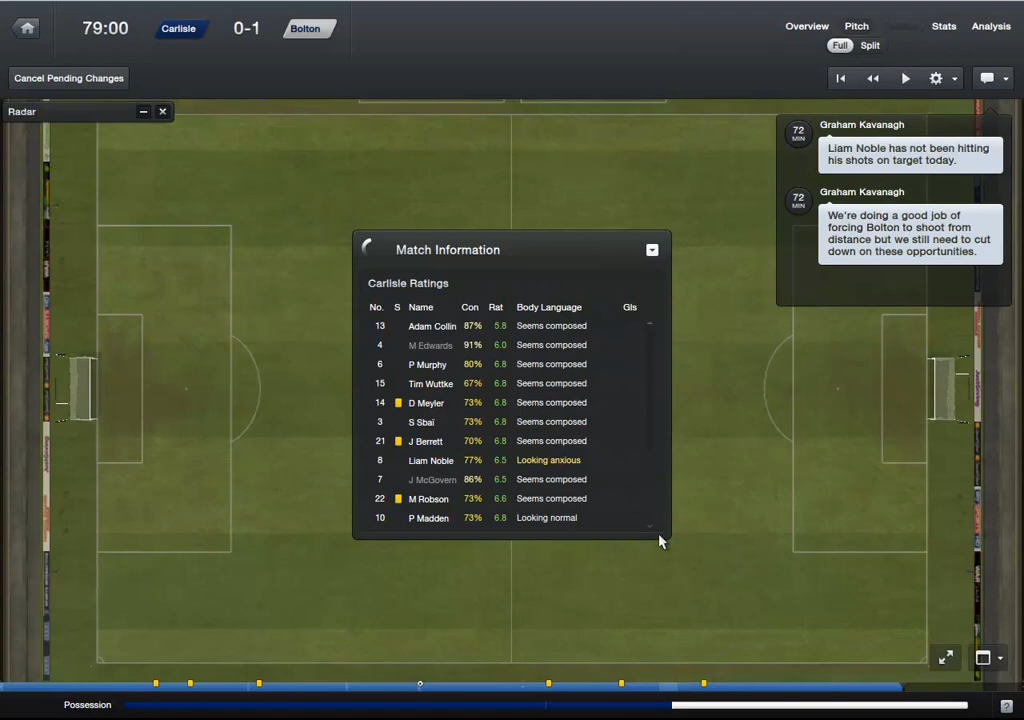 79:00 Carlisle 0-1 Bolton
Overview Pitch Stats Analysis
Full Split
Cancel Pending Changes
Radar
72 MIN
Graham Kavanagh
Liam Noble has not been hitting
his shots on target today.
72 MIN
Graham Kavanagh
We're doing a good job of
forcing Bolton to shoot from
distance but we still need to cut
down on these opportunities.
Match Information
Carlisle Ratings
No. S Name Con Rat Body Language Gls
13 Adam Collin 87% 5.8 Seems composed
4 M Edwards 91% 6.0 Seems composed
6 P Murphy 80% 6.8 Seems composed
15 Tim Wuttke 67% 6.8 Seems composed
14 D Meyler 73% 6.8 Seems composed
3 S Sbaï 73% 6.8 Seems composed
21 J Berrett 70% 6.8 Seems composed
8 Liam Noble 77% 6.5 Looking anxious
7 J McGovern 86% 6.5 Seems composed
22 M Robson 73% 6.6 Seems composed
10 P Madden 73% 6.8 Looking normal
Possession
?